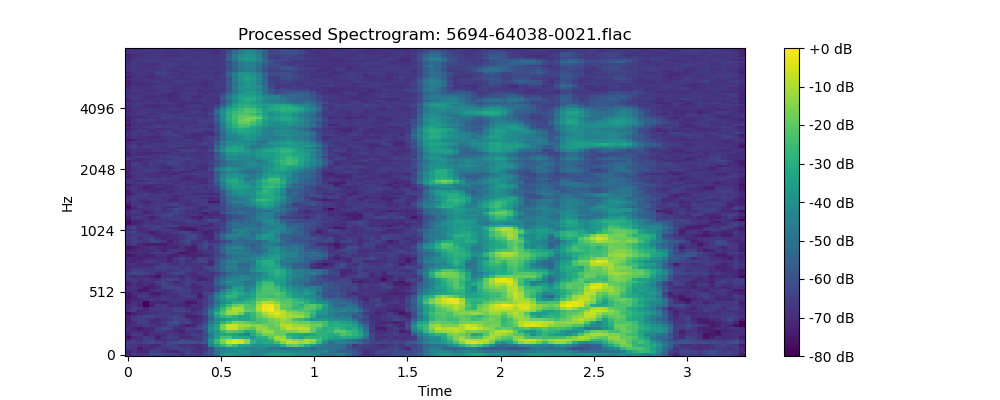 Processed Spectrogram: 5694-64038-0021.flac
+0 dB
-10 dB
-20 dB
-30 dB
-40 dB
-50 dB
-60 dB
-70 dB
-80 dB
4096
2048
1024
512
0
Hz
0
0.5
1
1.5
2
2.5
3
Time